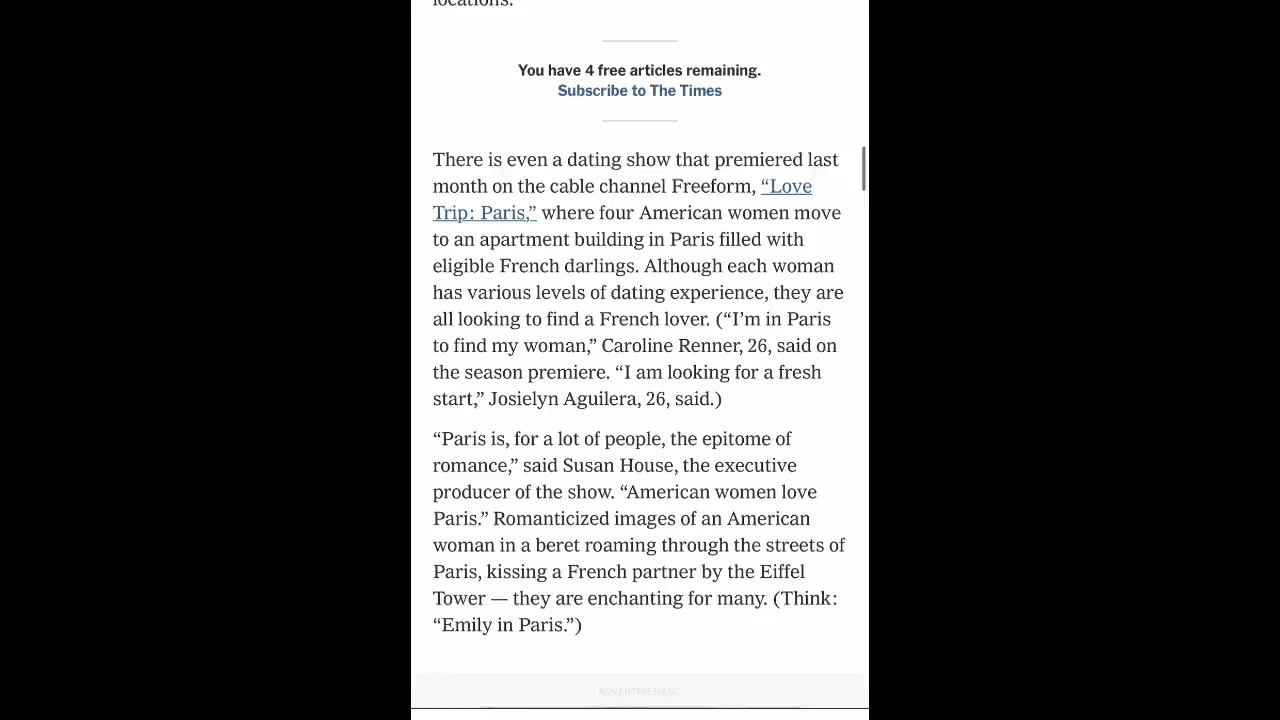 locations.
You have 4 free articles remaining.
Subscribe to The Times
There is even a dating show that premiered last
month on the cable channel Freeform, “Love
Trip: Paris,” where four American women move
to an apartment building in Paris filled with
eligible French darlings. Although each woman
has various levels of dating experience, they are
all looking to find a French lover. (“I’m in Paris
to find my woman,” Caroline Renner, 26, said on
the season premiere. “I am looking for a fresh
start,” Josielyn Aguilera, 26, said.)
“Paris is, for a lot of people, the epitome of
romance,” said Susan House, the executive
producer of the show. “American women love
Paris.” Romanticized images of an American
woman in a beret roaming through the streets of
Paris, kissing a French partner by the Eiffel
Tower — they are enchanting for many. (Think:
“Emily in Paris.”)
ADVERTISEMENT